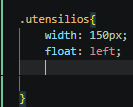 .utensilios{
width: 150px;
float: left;
}